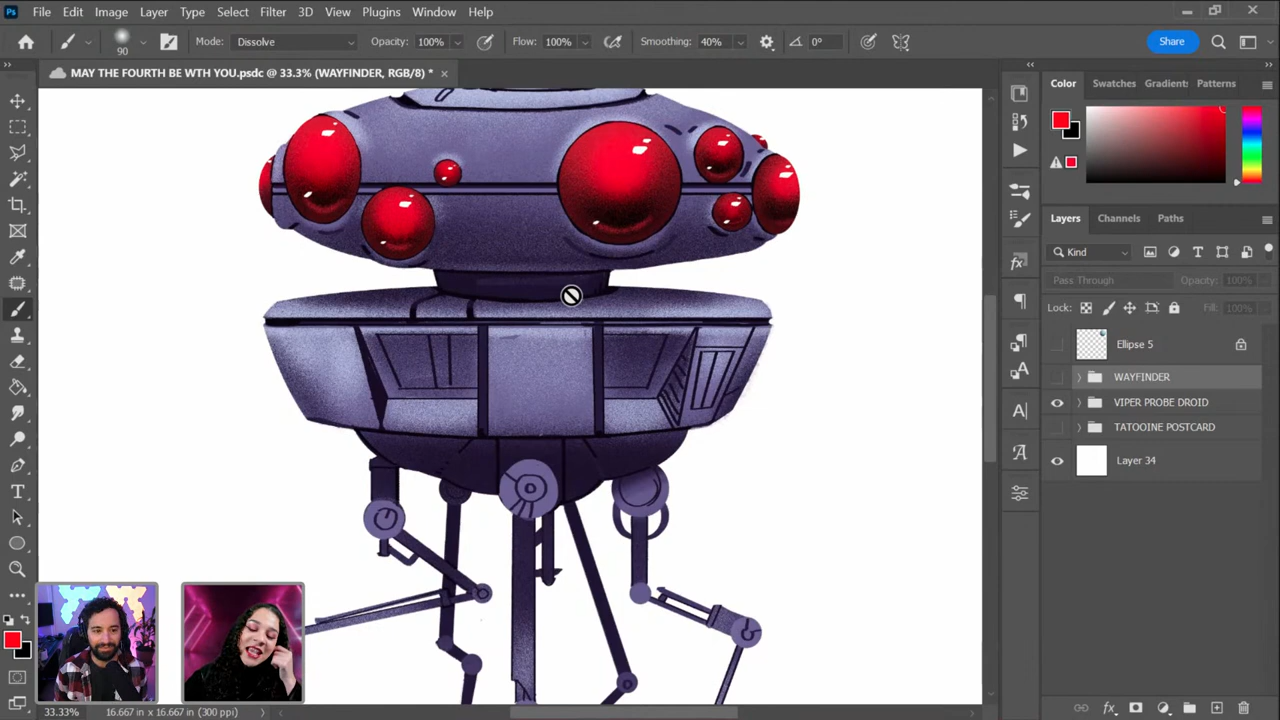 Ps File Edit Image Layer Type Select Filter 3D View Plugins Window Help
90 Mode: Dissolve Opacity: 100% Flow: 100% Smoothing: 40% 0° Share
MAY THE FOURTH BE WTH YOU.psdc @ 33.3% (WAYFINDER, RGB/8) *
Color Swatches Gradient: Patterns
Layers Channels Paths
Kind
Pass Through Opacity: 100%
Lock: Fill: 100%
Ellipse 5
WAYFINDER
VIPER PROBE DROID
TATOOINE POSTCARD
Layer 34
33.33% 16.667 in x 16.667 in (300 ppi)